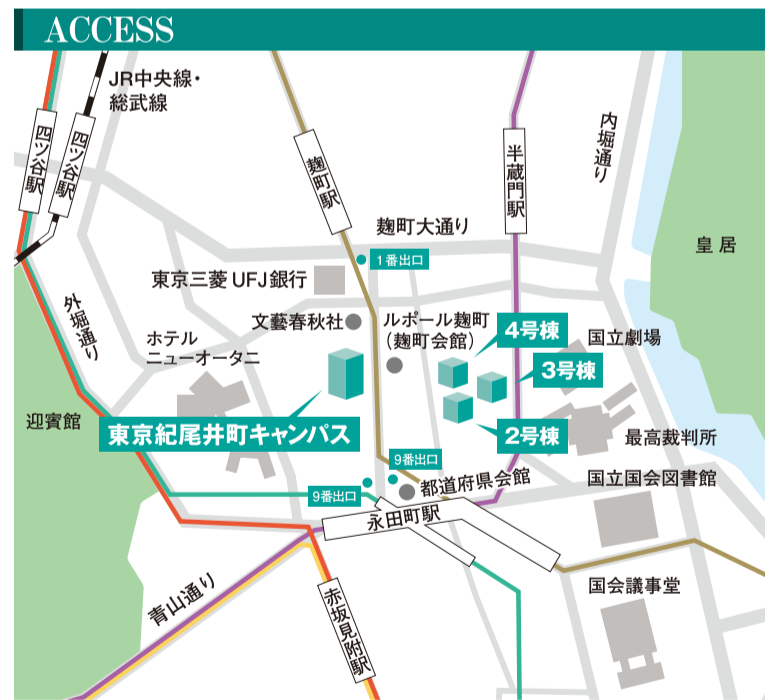 ACCESS
JR中央線・
総武線
四ツ谷駅
四ツ谷駅
麹町駅
半蔵門駅
内堀通り
麹町大通り
皇居
1番出口
東京三菱UFJ銀行
外堀通り
文藝春秋社
ルポール麹町
(麹町会館)
4号棟
国立劇場
ホテル
ニューオータニ
3号棟
迎賓館
東京紀尾井町キャンパス
2号棟
最高裁判所
9番出口
都道府県会館
国立国会図書館
9番出口
永田町駅
青山通り
赤坂見附駅
国会議事堂